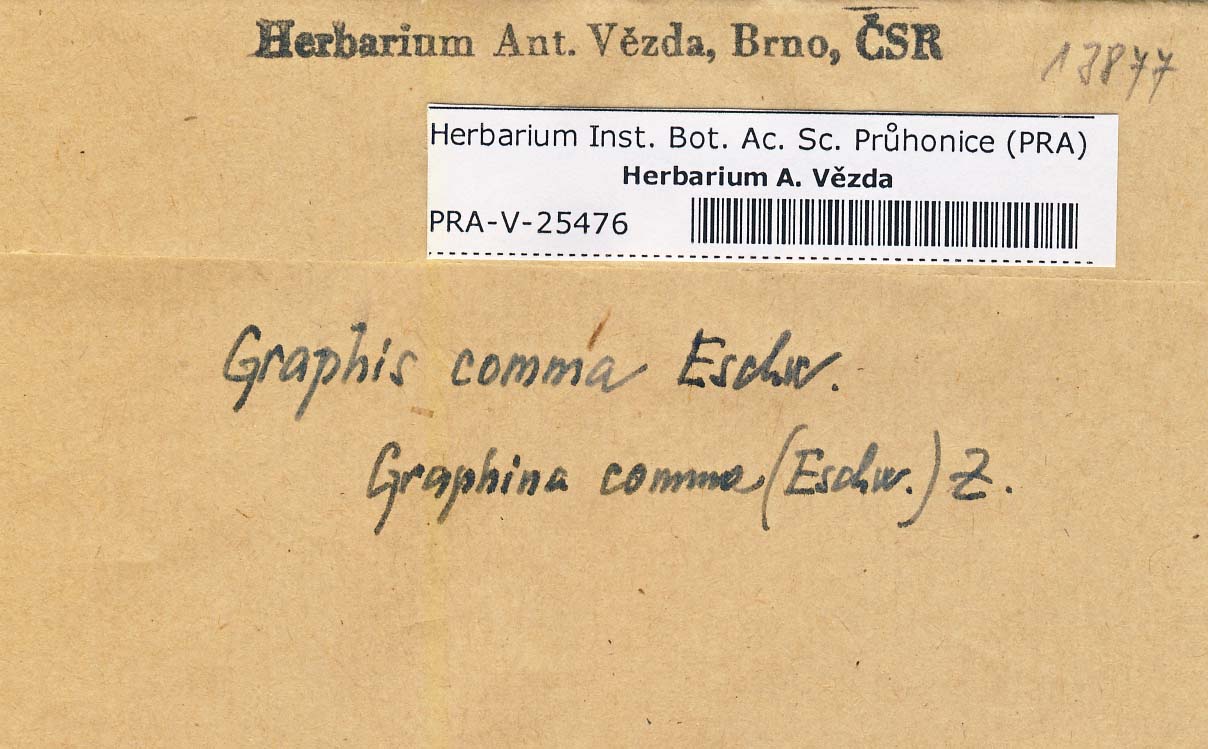 Herbarium Ant. Vězda, Brno, ČSR
13877
Herbarium Inst. Bot. Ac. Sc. Průhonice (PRA)
Herbarium A. Vězda
PRA-V-25476
Graphis comma Eschw.
Graphina comma (Eschw.) Z.